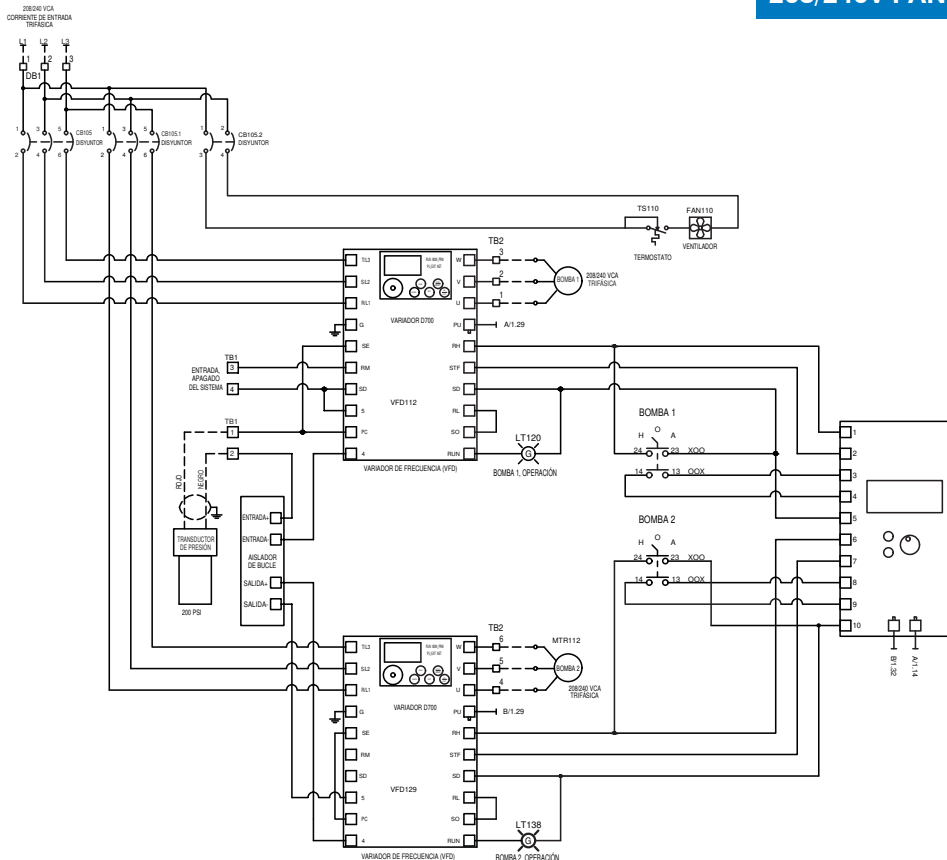 208/240V PAN
208/240 VCA
CORRIENTE DE ENTRADA
TRIFÁSICA
L1 L2 L3
1 2 3
DB1
1 3 5 CB105
DISYUNTOR
2 4 6
1 3 5 CB105.1
DISYUNTOR
2 4 6
1 2 CB105.2
DISYUNTOR
3 4
TS110
TERMOSTATO
FAN110
VENTILADOR
T/L3
S/L2
R/L1
G
SE
RM
SD
5
PC
4
VARIADOR D700
VFD112
W
V
U
PU
RH
STF
SD
RL
SO
RUN
VARIADOR DE FRECUENCIA (VFD)
TB2
3
2
1
BOMBA 1
208/240 VCA
TRIFÁSICA
A/1.29
ENTRADA,
APAGADO
DEL SISTEMA
TB1
3
4
TB1
1
2
ROJO
NEGRO
TRANSDUCTOR
DE PRESIÓN
200 PSI
ENTRADA+
ENTRADA-
AISLADOR
DE BUCLE
SALIDA+
SALIDA-
LT120
G
BOMBA 1, OPERACIÓN
BOMBA 1
H O A
24 23 XOO
14 13 OOX
BOMBA 2
H O A
24 23 XOO
14 13 OOX
1
2
3
4
5
6
7
8
9
10
B/1.32
A/1.14
T/L3
S/L2
R/L1
G
SE
RM
SD
5
PC
4
VARIADOR D700
VFD129
W
V
U
PU
RH
STF
SD
RL
SO
RUN
VARIADOR DE FRECUENCIA (VFD)
TB2
6
5
4
MTR112
BOMBA 2
208/240 VCA
TRIFÁSICA
B/1.29
LT138
G
BOMBA 2, OPERACIÓN